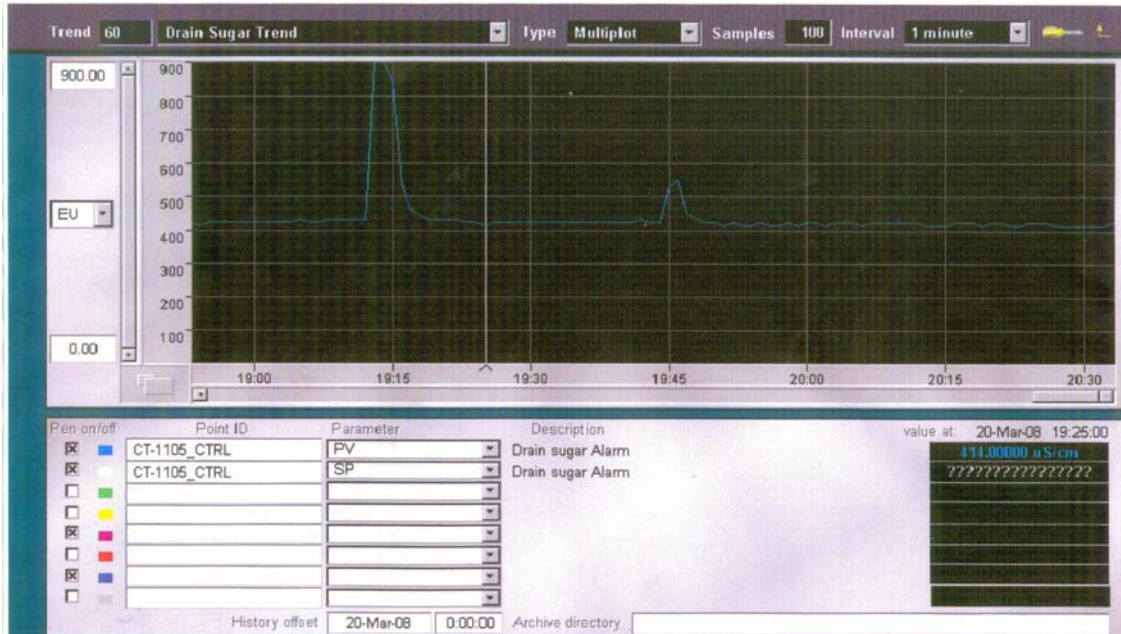 Trend 60 Drain Sugar Trend Type Multiplot Samples 100 Interval 1 minute
900.00
900
800
700
600
500
EU
400
300
200
100
0.00
19:00 19:15 19:30 19:45 20:00 20:15 20:30
Pen on/off Point ID Parameter Description value at: 20-Mar-08 19:25:00
CT-1105_CTRL PV Drain sugar Alarm 414.00000 uS/cm
CT-1105_CTRL SP Drain sugar Alarm ?????????????????
History offset 20-Mar-08 0:00:00 Archive directory